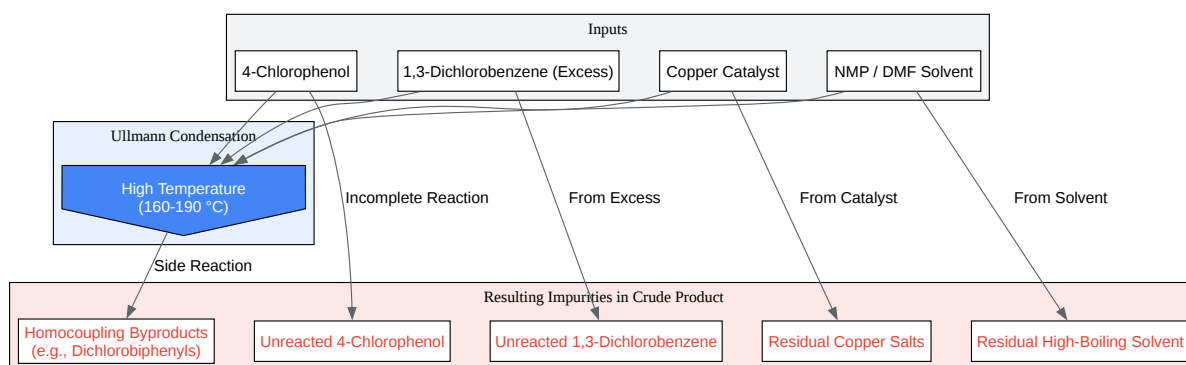 Inputs
4-Chlorophenol
1,3-Dichlorobenzene (Excess)
Copper Catalyst
NMP / DMF Solvent
Ullmann Condensation
High Temperature
(160-190 °C)
Incomplete Reaction
From Excess
From Catalyst
From Solvent
Side Reaction
Resulting Impurities in Crude Product
Homocoupling Byproducts
(e.g., Dichlorobiphenyls)
Unreacted 4-Chlorophenol
Unreacted 1,3-Dichlorobenzene
Residual Copper Salts
Residual High-Boiling Solvent